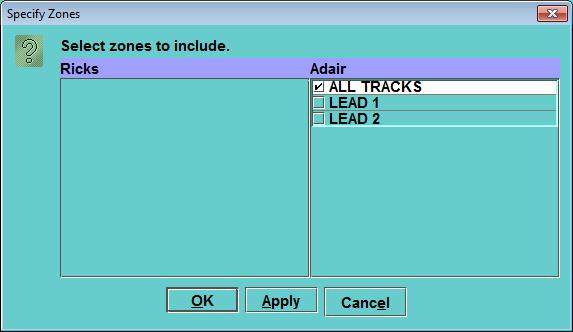 Specify Zones
Select zones to include.
Ricks Adair
ALL TRACKS
LEAD 1
LEAD 2
OK Apply Cancel